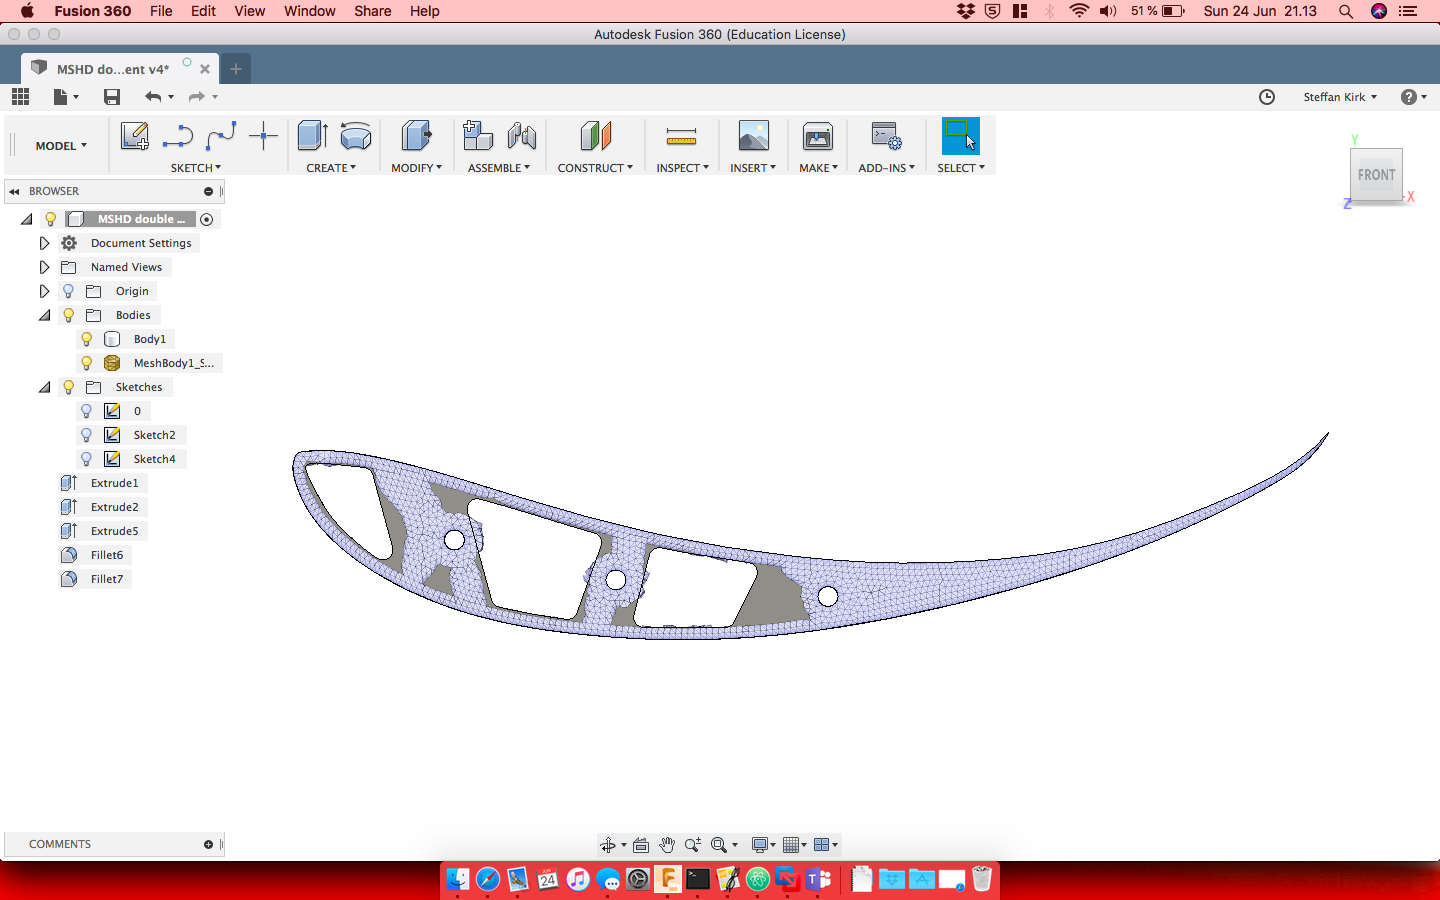 Fusion 360 File Edit View Window Share Help 5 51 % Sun 24 Jun 21.13
Autodesk Fusion 360 (Education License)
MSHD do...ent v4*
Steffan Kirk
MODEL
SKETCH CREATE MODIFY ASSEMBLE CONSTRUCT INSPECT INSERT MAKE ADD-INS SELECT
Y
FRONT
X
Z
BROWSER
MSHD double ...
Document Settings
Named Views
Origin
Bodies
Body1
MeshBody1_S...
Sketches
0
Sketch2
Sketch4
Extrude1
Extrude2
Extrude5
Fillet6
Fillet7
COMMENTS
24